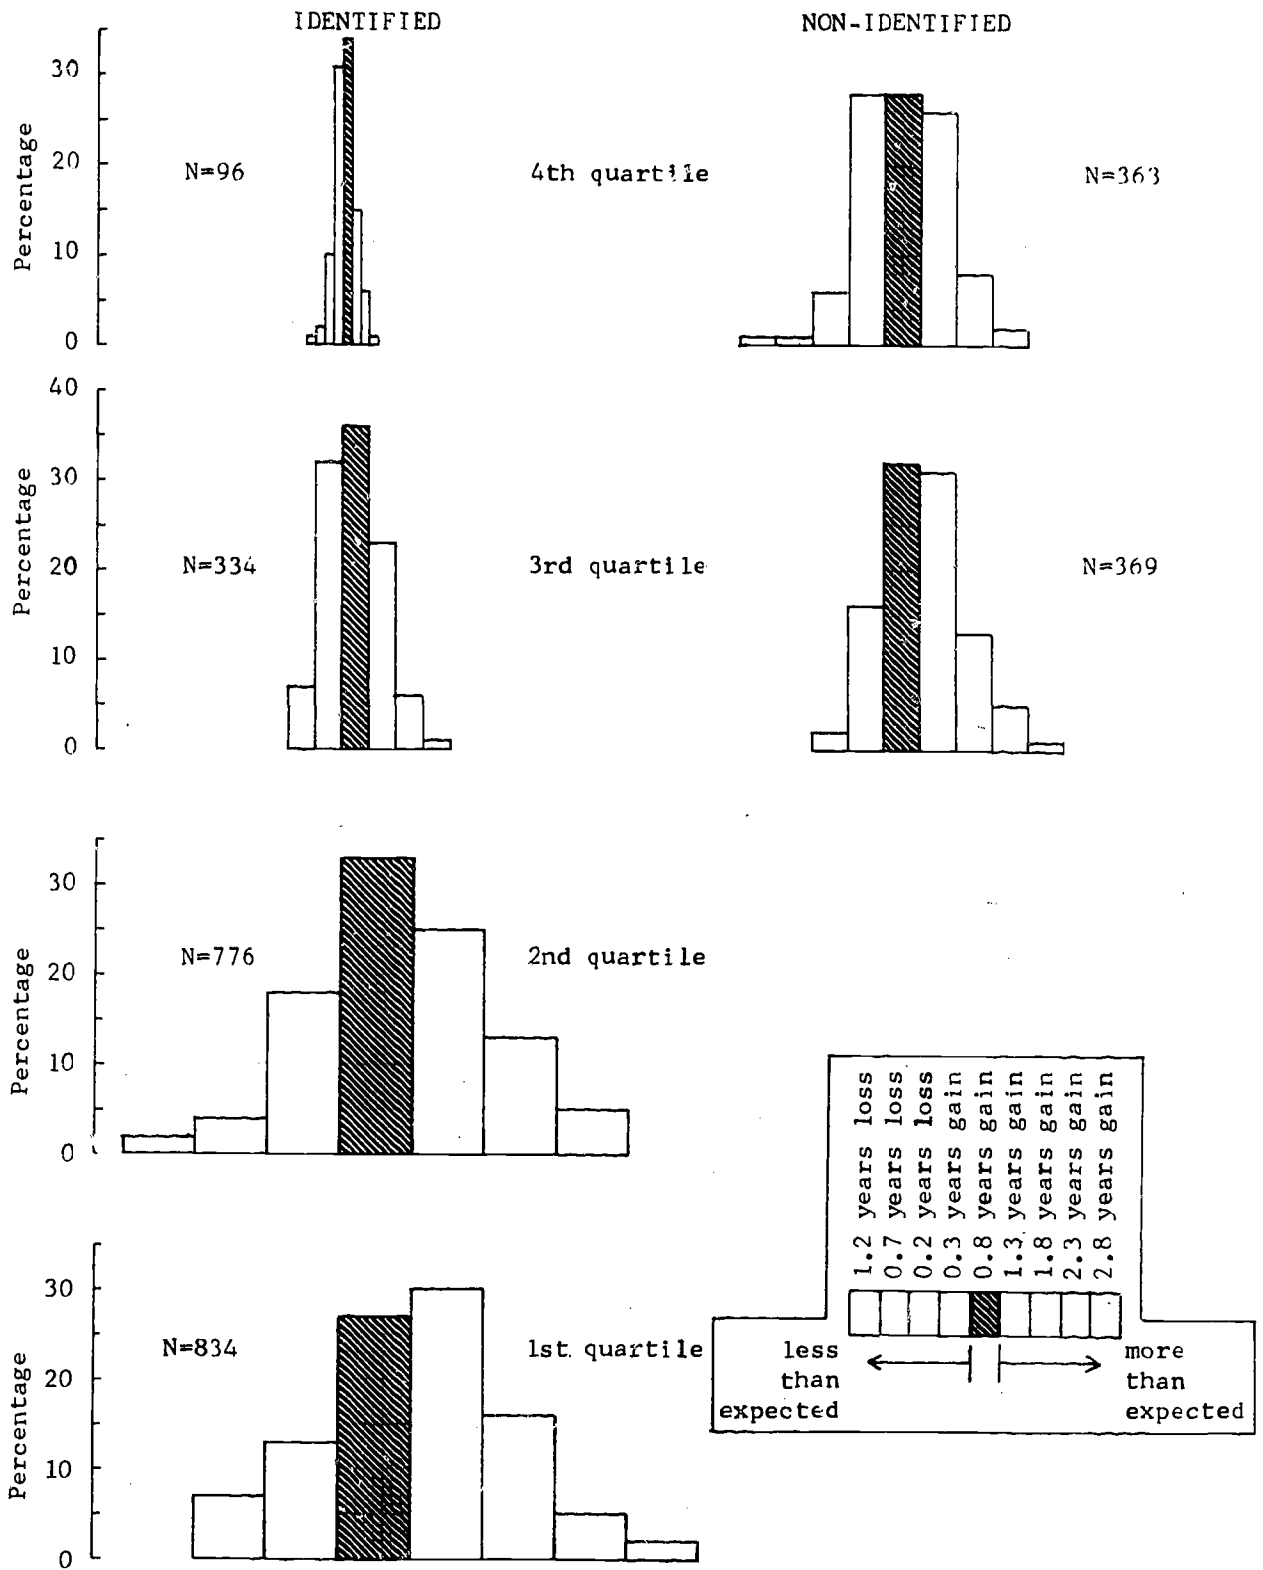 IDENTIFIED
NON-IDENTIFIED
Percentage
30
20
10
0
N=96
4th quartile
N=363
Percentage
40
30
20
10
0
N=334
3rd quartile
N=369
Percentage
30
20
10
0
N=776
2nd quartile
Percentage
30
20
10
0
N=834
1st. quartile
1.2 years loss
0.7 years loss
0.2 years loss
0.3 years gain
0.8 years gain
1.3 years gain
1.8 years gain
2.3 years gain
2.8 years gain
less
than
expected
more
than
expected